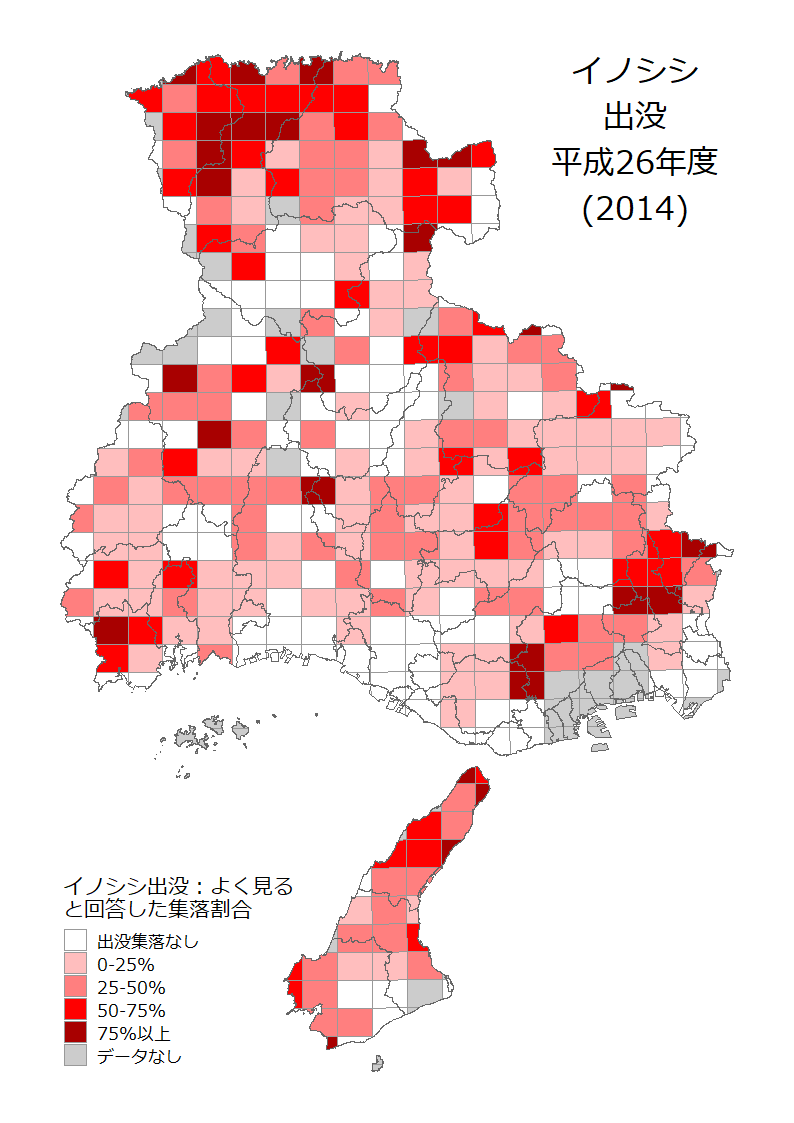 イノシシ
出没
平成26年度
(2014)
イノシシ出没：よく見る
と回答した集落割合
出没集落なし
0-25%
25-50%
50-75%
75%以上
データなし